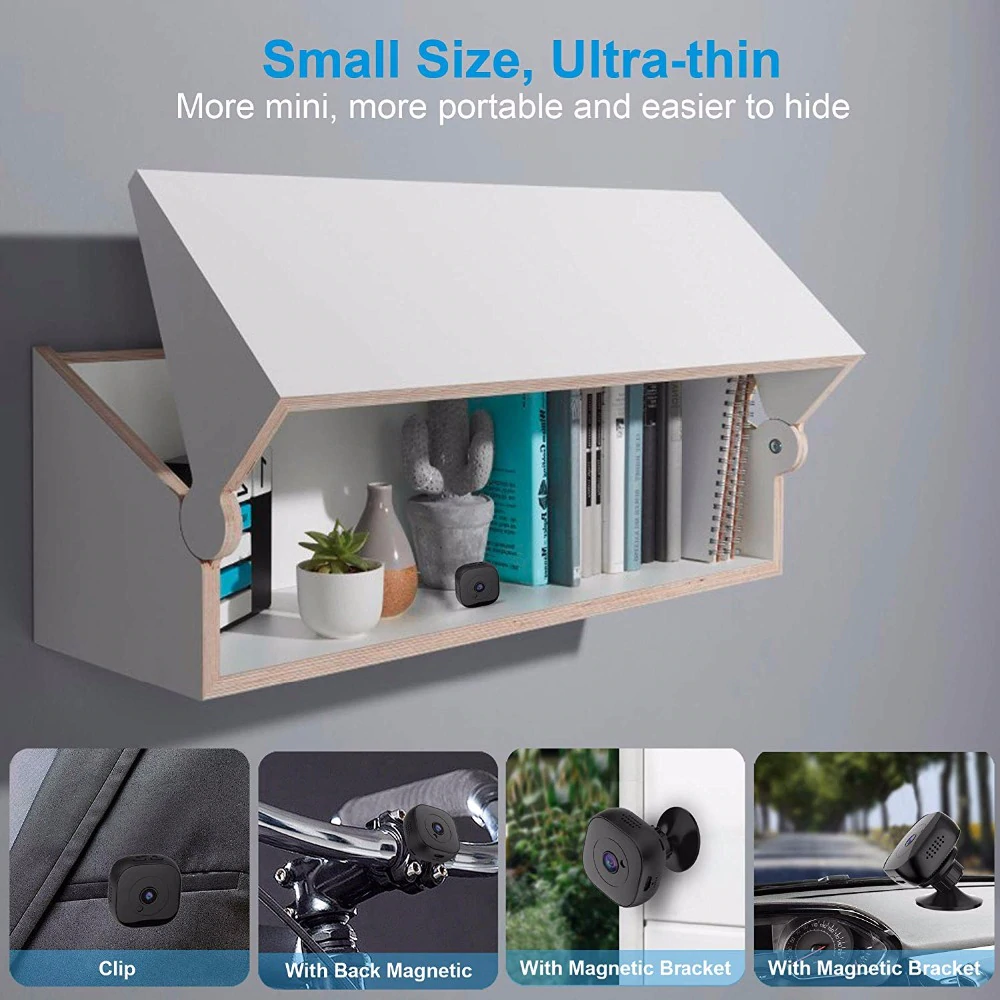 Small Size, Ultra-thin
More mini, more portable and easier to hide
Clip
With Back Magnetic
With Magnetic Bracket
With Magnetic Bracket